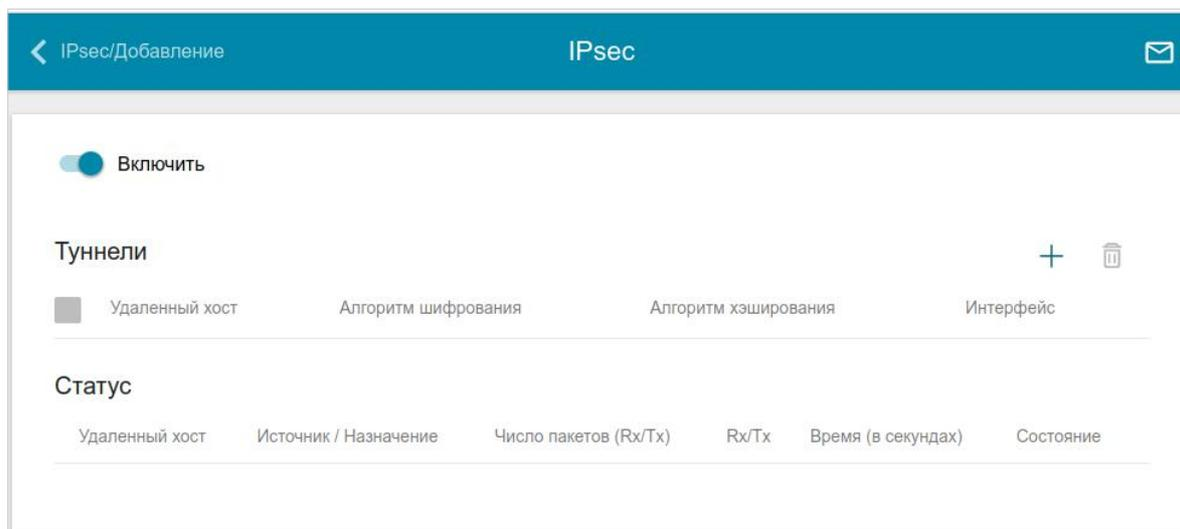 IPsec/Добавление
IPsec
Включить
Туннели
Удаленный хост Алгоритм шифрования Алгоритм хэширования Интерфейс
Статус
Удаленный хост Источник / Назначение Число пакетов (Rx/Tx) Rx/Tx Время (в секундах) Состояние